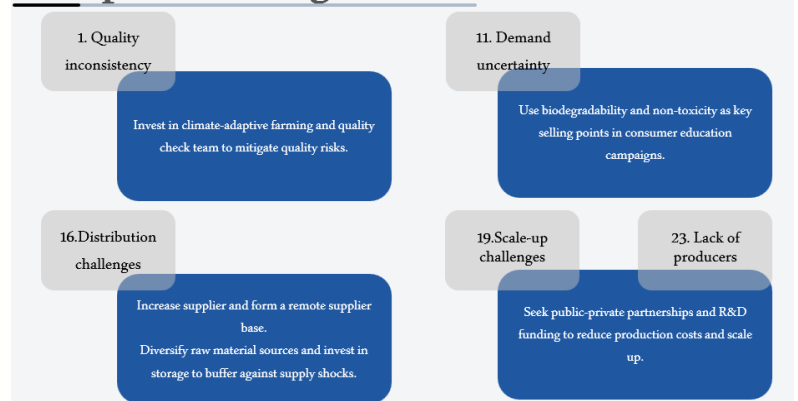 1. Quality
inconsistency
Invest in climate-adaptive farming and quality
check team to mitigate quality risks.
11. Demand
uncertainty
Use biodegradability and non-toxicity as key
selling points in consumer education
campaigns.
16.Distribution
challenges
Increase supplier and form a remote supplier
base.
Diversify raw material sources and invest in
storage to buffer against supply shocks.
19.Scale-up
challenges
23. Lack of
producers
Seek public-private partnerships and R&D
funding to reduce production costs and scale
up.